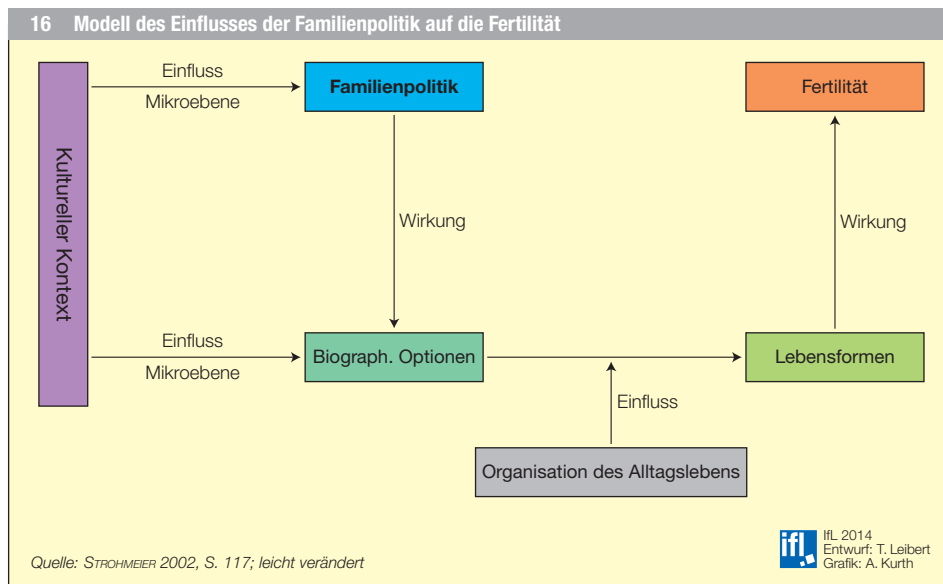 16 Modell des Einflusses der Familienpolitik auf die Fertilität
Kultureller Kontext
Einfluss
Mikroebene
Familienpolitik
Fertilität
Wirkung
Wirkung
Einfluss
Mikroebene
Biograph. Optionen
Lebensformen
Einfluss
Organisation des Alltagslebens
Quelle: STROHMEIER 2002, S. 117; leicht verändert
ifl
IfL 2014
Entwurf: T. Leibert
Grafik: A. Kurth